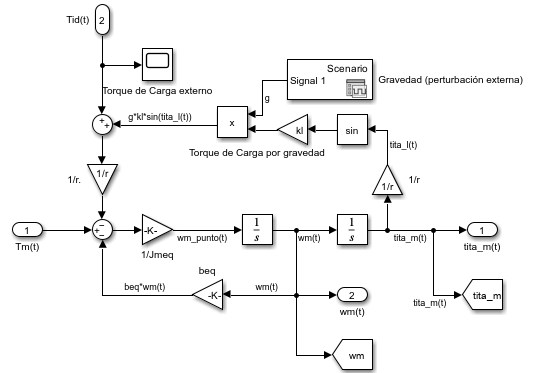 Tid(t)
2
Torque de Carga externo
Scenario
Signal 1
Gravedad (perturbación externa)
g
g*kl*sin(tita_l(t))
+
+
x
kl
sin
Torque de Carga por gravedad
tita_l(t)
1/r.
1/r
1/r
1/r
1
Tm(t)
+
−
−
-K-
1/Jmeq
wm_punto(t)
1
s
wm(t)
1
s
tita_m(t)
1
tita_m(t)
beq
-K-
beq*wm(t)
wm(t)
2
wm(t)
tita_m(t)
tita_m
wm